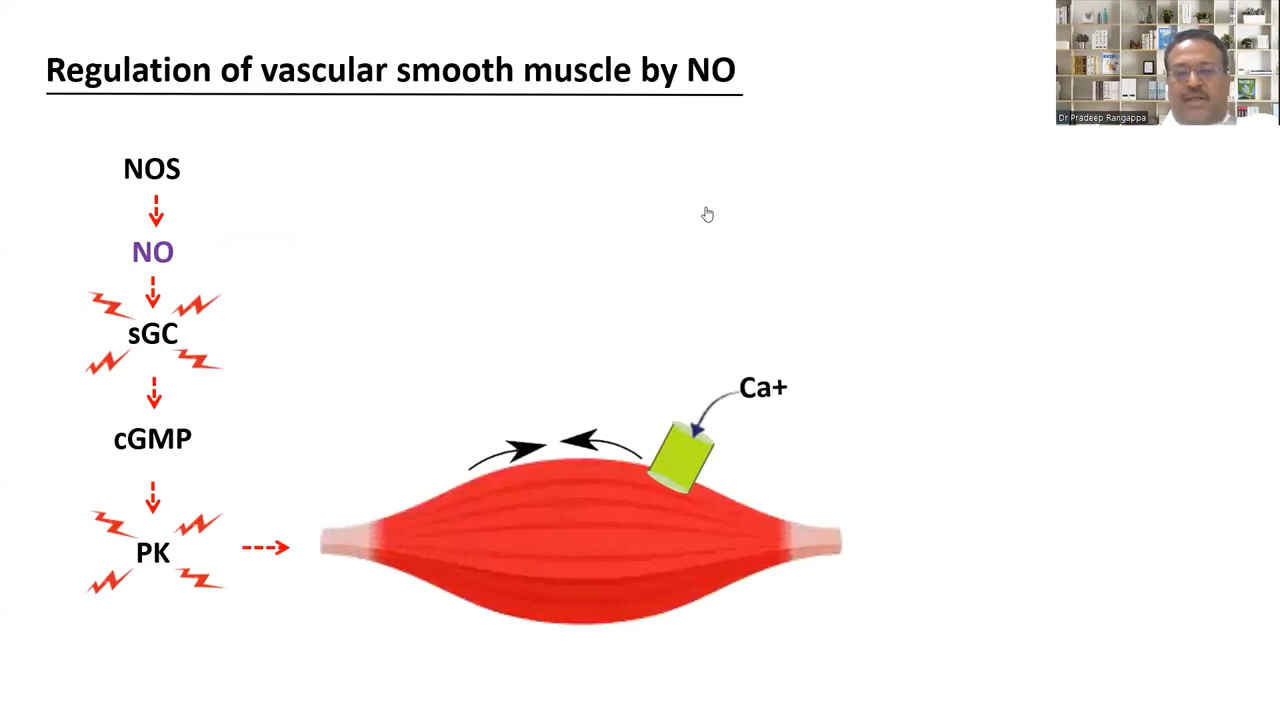 Regulation of vascular smooth muscle by NO
Dr Pradeep Rangappa
NOS
NO
sGC
cGMP
PK
Ca+